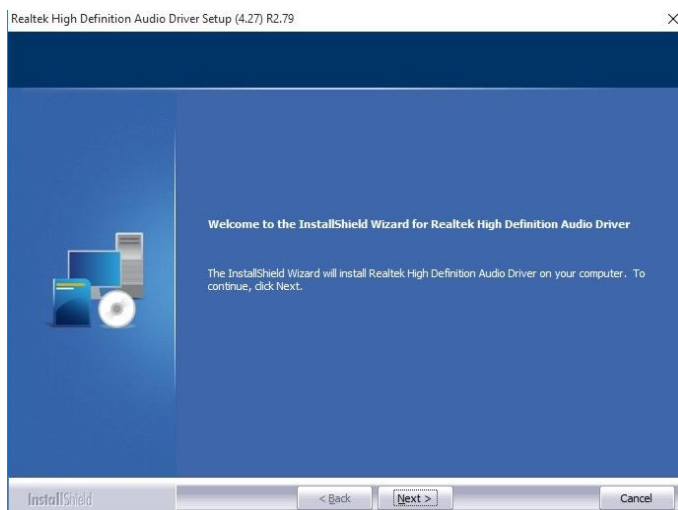 Realtek High Definition Audio Driver Setup (4.27) R2.79
Welcome to the InstallShield Wizard for Realtek High Definition Audio Driver
The InstallShield Wizard will install Realtek High Definition Audio Driver on your computer. To
continue, click Next.
InstallShield
< Back
Next >
Cancel